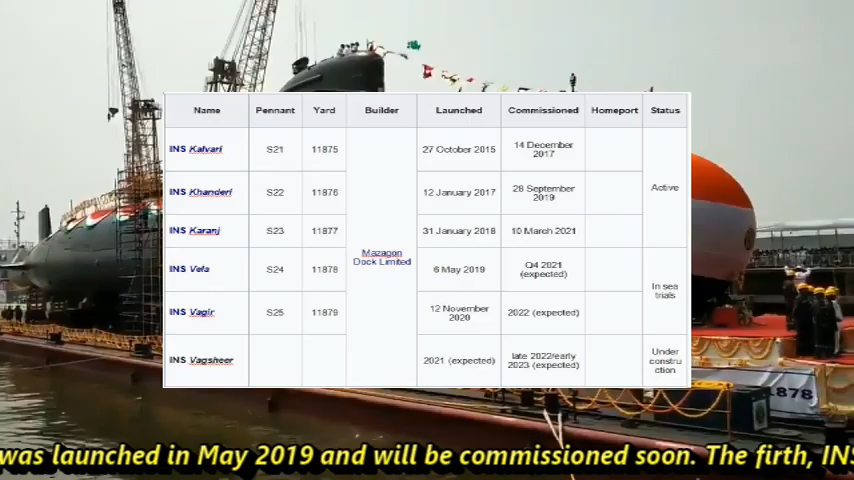 Name Pennant Yard Builder Launched Commissioned Homeport Status
INS Kalvari S21 11875 27 October 2015 14 December
2017
INS Khanderi S22 11876 12 January 2017 28 September
2019
Active
INS Karanj S23 11877 31 January 2018 10 March 2021
Mazagon
Dock Limited
INS Vela S24 11878 6 May 2019 Q4 2021
(expected)
In sea
trials
INS Vagir S25 11879 12 November
2020
2022 (expected)
INS Vagsheer 2021 (expected) late 2022/early
2023 (expected)
Under
constru
ction
1878
was launched in May 2019 and will be commissioned soon. The firth, INS